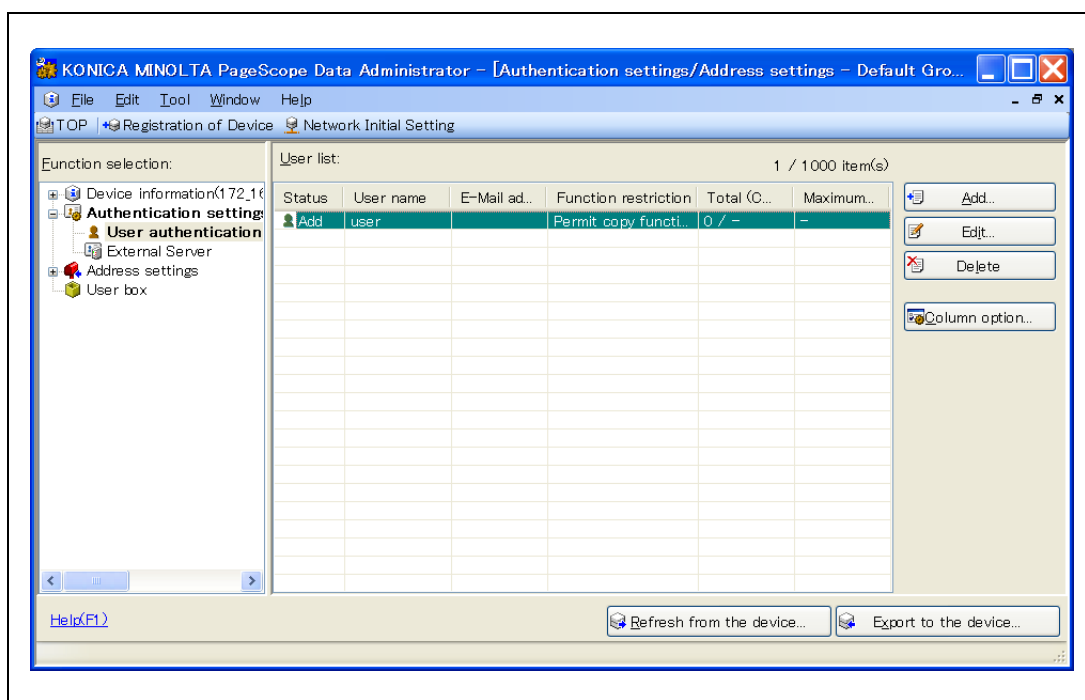 KONICA MINOLTA PageScope Data Administrator - [Authentication settings/Address settings - Default Gro...
File Edit Tool Window Help
TOP Registration of Device Network Initial Setting
Function selection:
Device information(172_16
Authentication setting
User authentication
External Server
Address settings
User box
User list:
1 / 1000 item(s)
Status User name E-Mail ad... Function restriction Total (C... Maximum...
Add user Permit copy functi... 0 / - -
Add...
Edit...
Delete
Column option...
Help(F1)
Refresh from the device... Export to the device...